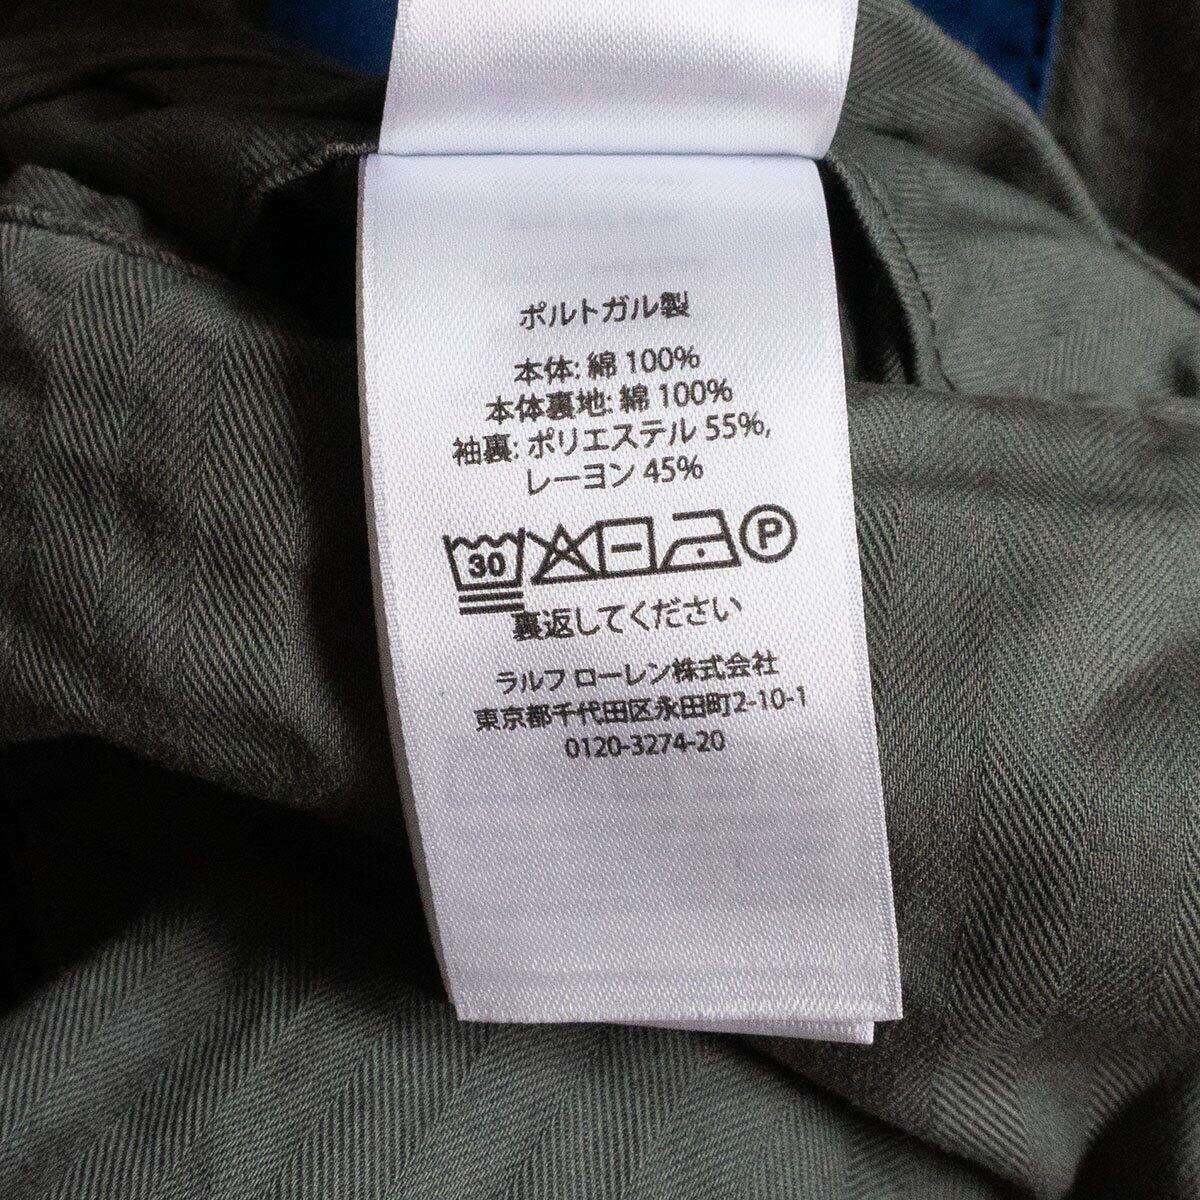 ポルトガル製
本体: 綿 100%
本体裏地: 綿 100%
袖裏: ポリエステル 55%,
レーヨン 45%
30 P
裏返してください
ラルフ ローレン株式会社
東京都千代田区永田町2-10-1
0120-3274-20